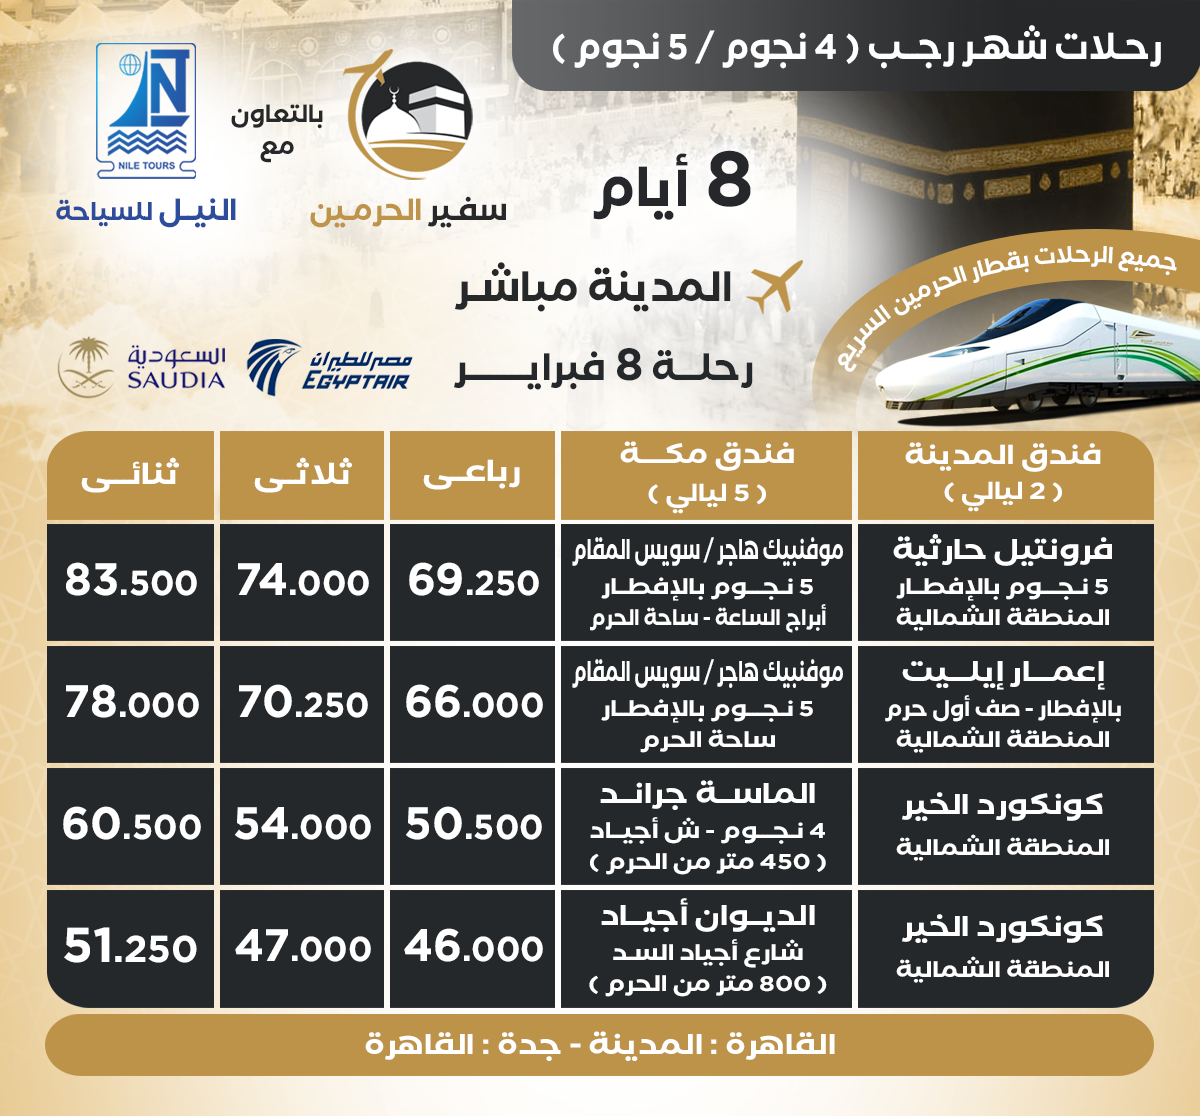 رحلات شهر رجب ( 4 نجوم / 5 نجوم )
NILE TOURS
بالتعاون
مع
سفير الحرمين
النيل للسياحة
8 أيام
المدينة مباشر
رحلة 8 فبراير
جميع الرحلات بقطار الحرمين السريع
مصر للطيران
EGYPTAIR
السعودية
SAUDIA
فندق المدينة
( 2 ليالي )
فندق مكة
( 5 ليالي )
رباعى
ثلاثى
ثنائى
فرونتيل حارثية
5 نجوم بالإفطار
المنطقة الشمالية
موفنبيك هاجر / سويس المقام
5 نجوم بالإفطار
أبراج الساعة - ساحة الحرم
69.250
74.000
83.500
إعمار إيليت
بالإفطار - صف أول حرم
المنطقة الشمالية
موفنبيك هاجر / سويس المقام
5 نجوم بالإفطار
ساحة الحرم
66.000
70.250
78.000
كونكورد الخير
المنطقة الشمالية
الماسة جراند
4 نجوم - ش أجياد
( 450 متر من الحرم )
50.500
54.000
60.500
كونكورد الخير
المنطقة الشمالية
الديوان أجياد
شارع أجياد السد
( 800 متر من الحرم )
46.000
47.000
51.250
القاهرة : المدينة - جدة : القاهرة